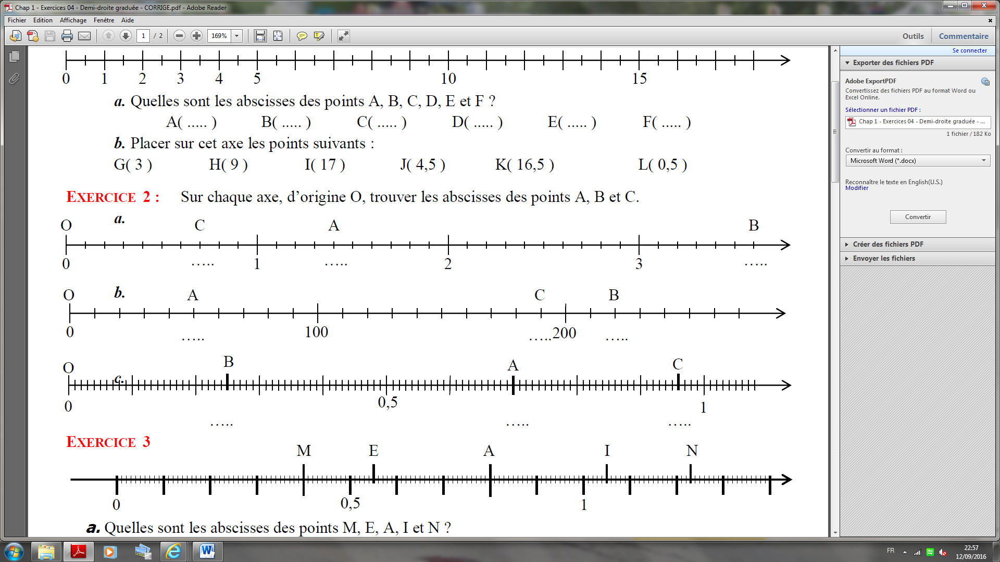 Chap 1 - Exercices 04 - Demi-droite graduée - CORRIGE.pdf - Adobe Reader
Fichier Edition Affichage Fenêtre Aide
1 / 2 169% Outils Commentaire
Se connecter
Exporter des fichiers PDF
Adobe ExportPDF
Convertissez des fichiers PDF au format Word ou
Excel Online.
Sélectionner un fichier PDF :
Chap 1 - Exercices 04 - Demi-droite graduée - ...
1 fichier / 182 Ko
Convertir au format :
Microsoft Word (*.docx)
Reconnaître le texte en English(U.S.)
Modifier
Convertir
Créer des fichiers PDF
Envoyer les fichiers
0 1 2 3 4 5 10 15
a. Quelles sont les abscisses des points A, B, C, D, E et F ?
A( ..... ) B( ..... ) C( ..... ) D( ..... ) E( ..... ) F( ..... )
b. Placer sur cet axe les points suivants :
G( 3 ) H( 9 ) I( 17 ) J( 4,5 ) K( 16,5 ) L( 0,5 )
EXERCICE 2 : Sur chaque axe, d’origine O, trouver les abscisses des points A, B et C.
a.
O C A B
0 ….. 1 ….. 2 3 …..
b.
O A C B
0 100 200
….. ….. …..
B A C
O
c.
0 0,5 1
….. ….. …..
EXERCICE 3
M E A I N
0 0,5 1
a. Quelles sont les abscisses des points M, E, A, I et N ?
FR
22:57
12/09/2016